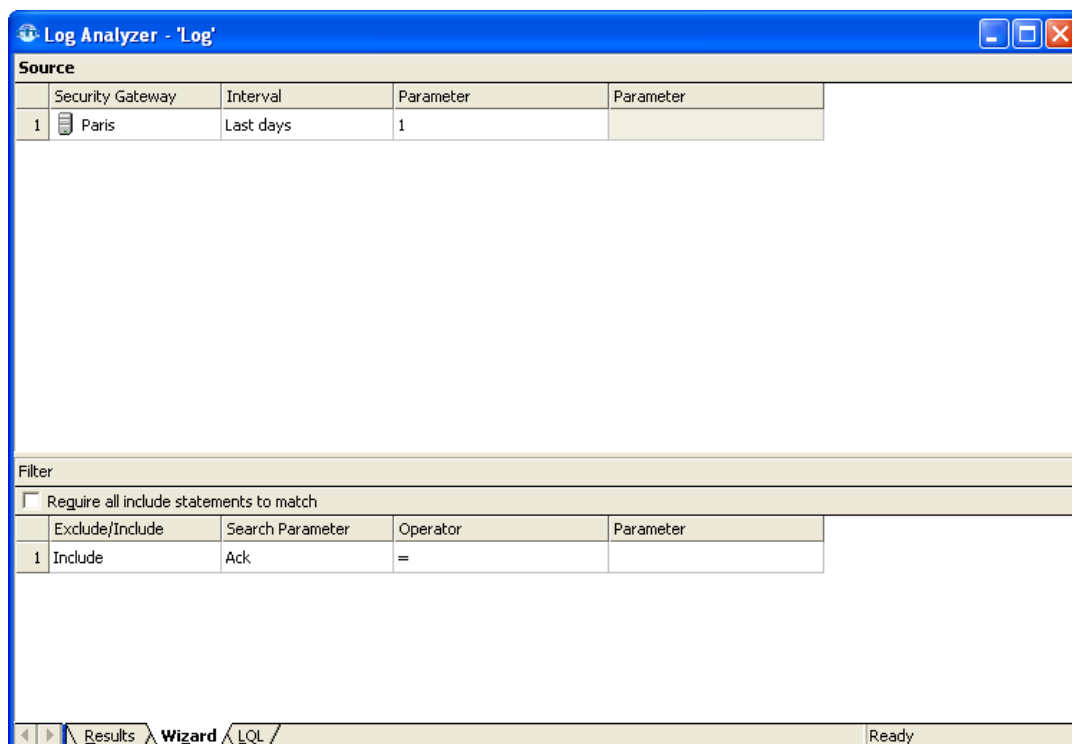 Log Analyzer - 'Log'
Source
Security Gateway Interval Parameter Parameter
1 Paris Last days 1
Filter
Require all include statements to match
Exclude/Include Search Parameter Operator Parameter
1 Include Ack =
Results Wizard LQL Ready